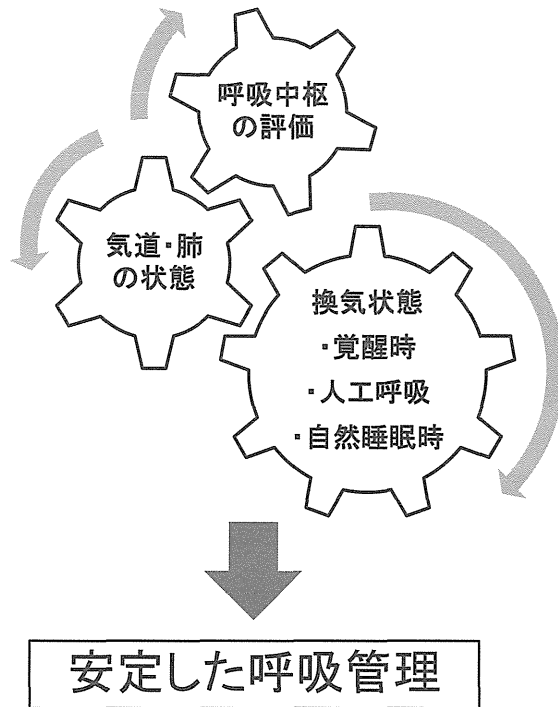 呼吸中枢
の評価
気道・肺
の状態
換気状態
・覚醒時
・人工呼吸
・自然睡眠時
安定した呼吸管理